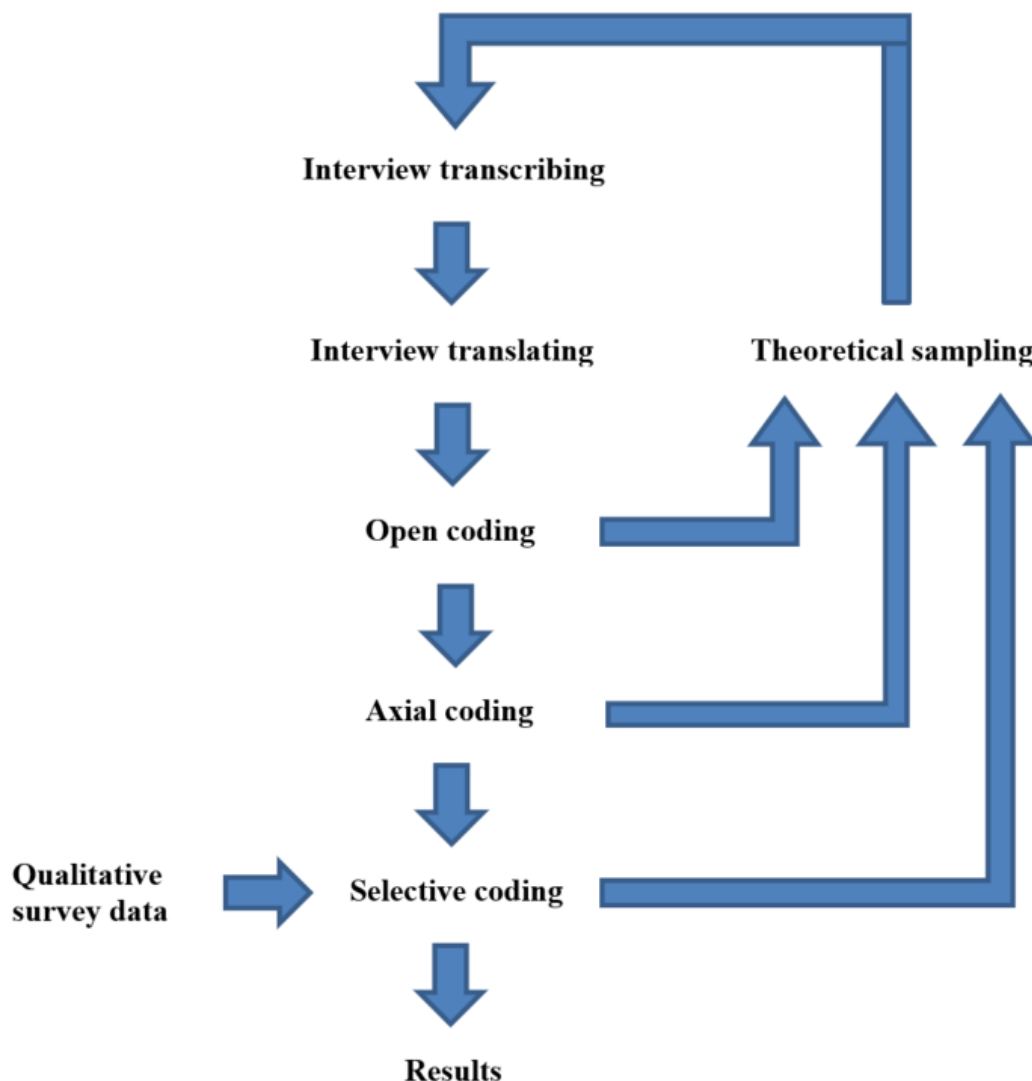 Interview transcribing
Interview translating
Theoretical sampling
Open coding
Axial coding
Qualitative
survey data
Selective coding
Results